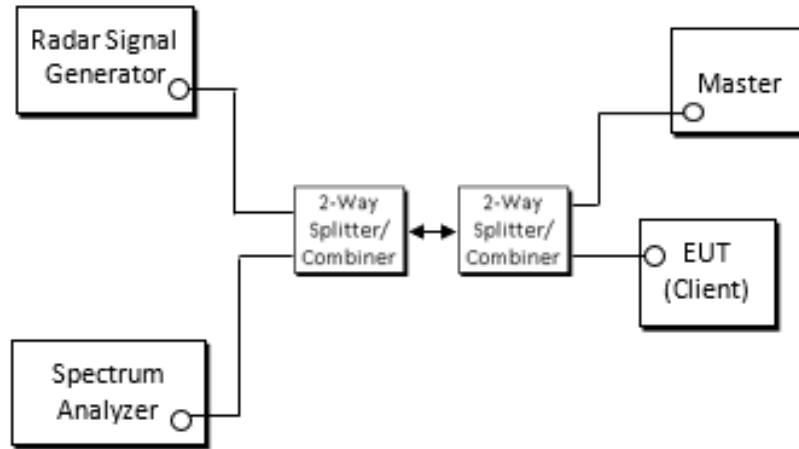 Radar Signal
Generator
Master
2-Way
Splitter/
Combiner
2-Way
Splitter/
Combiner
EUT
(Client)
Spectrum
Analyzer